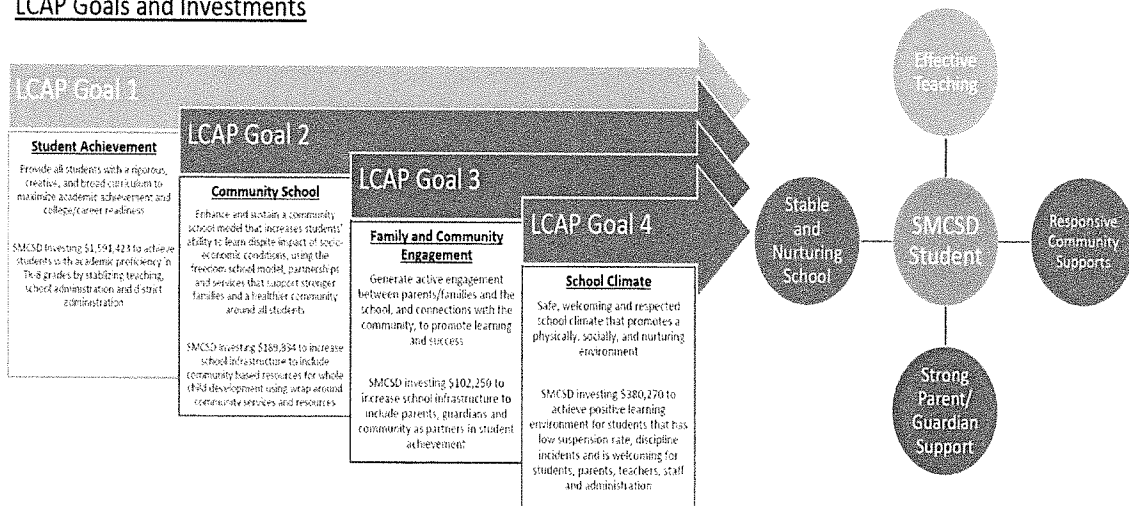 LCAP Goals and Investments
LCAP Goal 1
Student Achievement
Provide all students with a rigorous,
creative, and broad curriculum to
maximize academic achievement and
college/career readiness
SMCSD Investing $1,591,423 to achieve
students with academic proficiency in
TK-8 grades by stablizing teaching,
school administration and district
administration
LCAP Goal 2
Community School
Enhance and sustain a community
school model that increases students'
ability to learn dispite impact of socio-
economic conditions, using the
freedom school model, partnerships
and services that support stronger
families and a healthier community
around all students
SMCSD investing $189,834 to increase
school infrastructure to include
community based resources for whole
child development using wrap around
community services and resources
LCAP Goal 3
Family and Community
Engagement
Generate active engagement
between parents/families and the
school, and connections with the
community, to promote learning
and success
SMCSD investing $102,250 to
increase school infrastructure to
include parents, guardians and
community as partners in student
achievement
LCAP Goal 4
School Climate
Safe, welcoming and respected
school climate that promotes a
physically, socially, and nurturing
environment
SMCSD investing $380,270 to
achieve positive learning
environment for students that has
low suspension rate, discipline
incidents and is welcoming for
students, parents, teachers, staff
and administration
Effective
Teaching
Stable
and
Nurturing
School
SMCSD
Student
Responsive
Community
Supports
Strong
Parent/
Guardian
Support